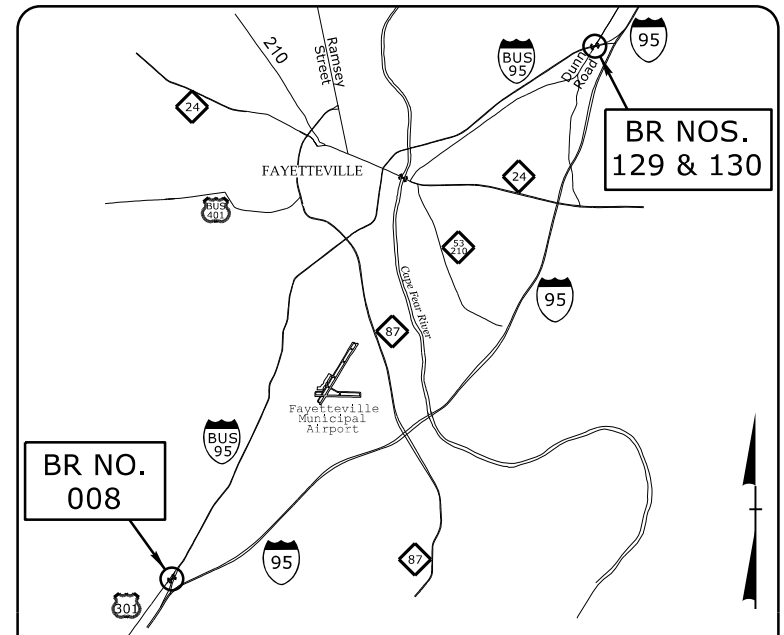 210
Ramsey
Street
BUS
95
95
Dunn
Road
24
BR NOS.
129 & 130
FAYETTEVILLE
24
BUS
401
53
210
Cape Fear River
95
87
Fayetteville
Municipal
Airport
BUS
95
BR NO.
008
95
87
301